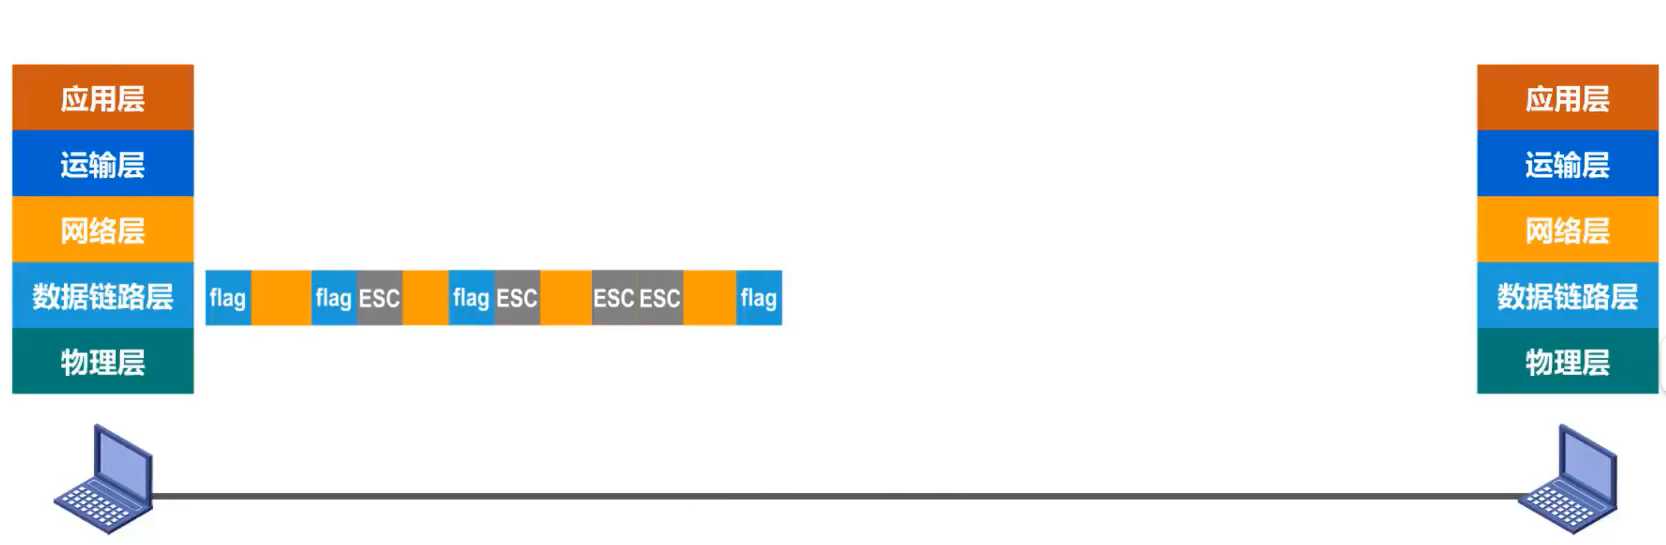 应用层
运输层
网络层
数据链路层
物理层
flag flag ESC flag ESC ESC ESC flag
应用层
运输层
网络层
数据链路层
物理层